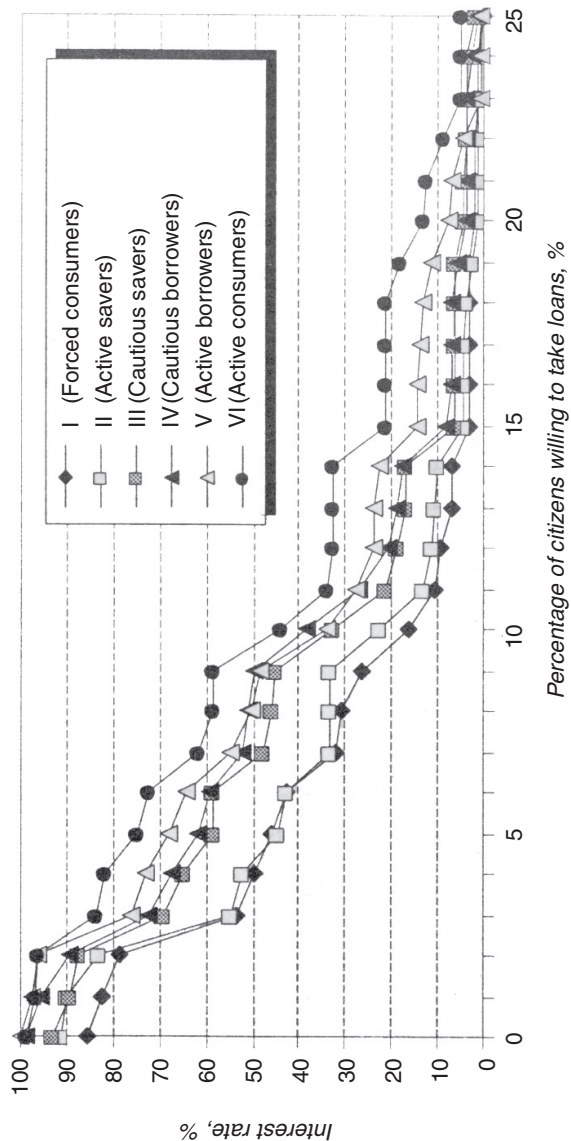 100
90
80
70
60
50
40
30
20
10
0
Interest rate, %
I (Forced consumers)
II (Active savers)
III (Cautious savers)
IV (Cautious borrowers)
V (Active borrowers)
VI (Active consumers)
0
5
10
15
20
25
Percentage of citizens willing to take loans, %